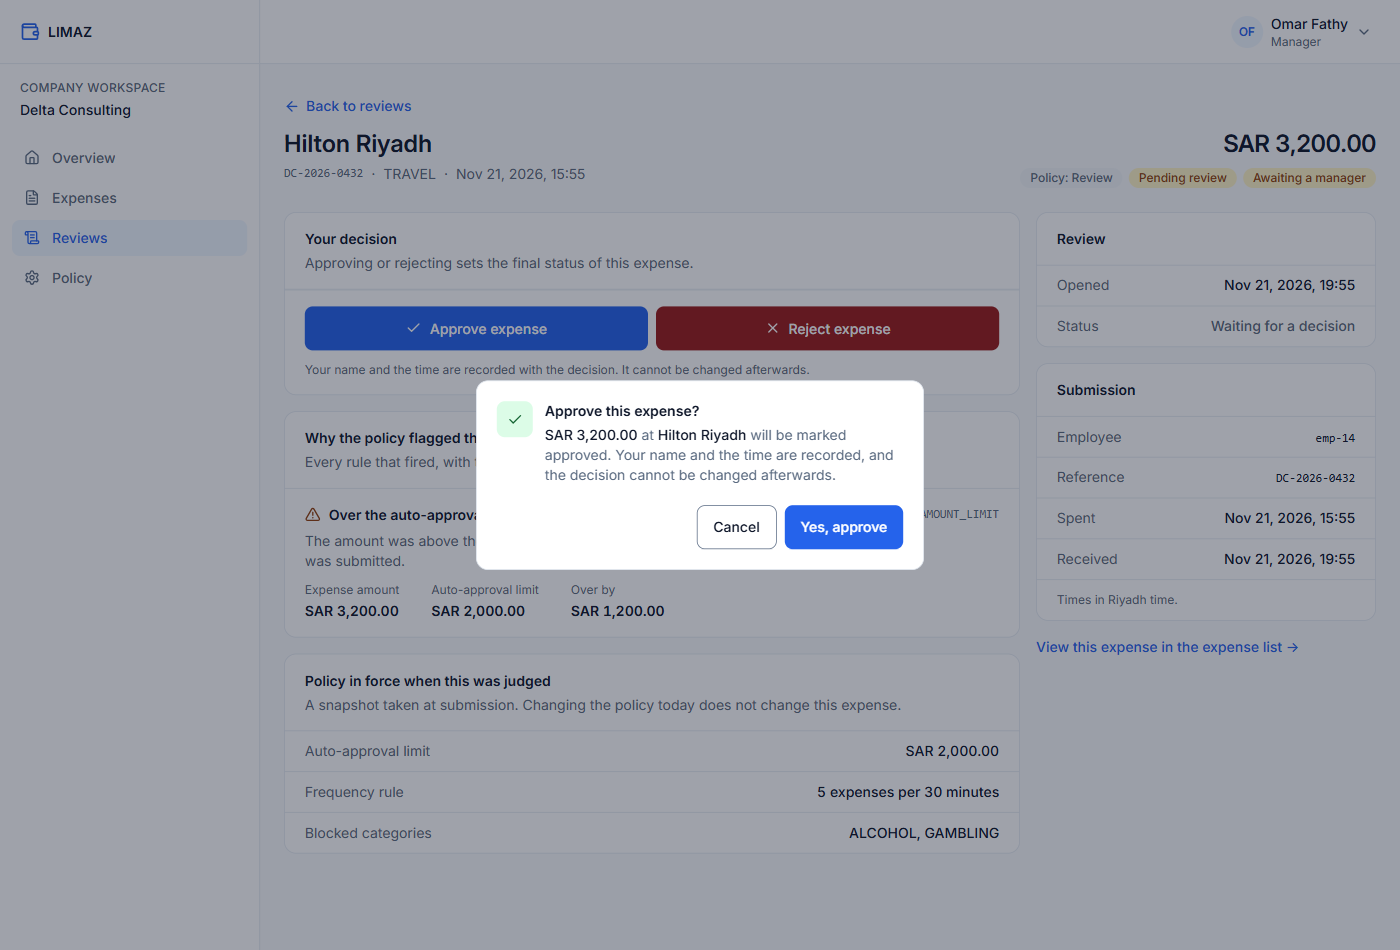 LIMAZ
Omar Fathy
OF
Manager
COMPANY WORKSPACE
Delta Consulting
Overview
Expenses
Reviews
Policy
Back to reviews
Hilton Riyadh
SAR 3,200.00
DC-2026-0432 · TRAVEL · Nov 21, 2026, 15:55
Policy: Review
Pending review
Awaiting a manager
Your decision
Approving or rejecting sets the final status of this expense.
Approve expense
Reject expense
Your name and the time are recorded with the decision. It cannot be changed afterwards.
Approve this expense?
SAR 3,200.00 at Hilton Riyadh will be marked
approved. Your name and the time are recorded, and
the decision cannot be changed afterwards.
Cancel
Yes, approve
Why the policy flagged
Every rule that fired, with
Over the auto-approva
AMOUNT_LIMIT
The amount was above
was submitted.
Expense amount
Auto-approval limit
Over by
SAR 3,200.00
SAR 2,000.00
SAR 1,200.00
Policy in force when this was judged
A snapshot taken at submission. Changing the policy today does not change this expense.
Auto-approval limit
SAR 2,000.00
Frequency rule
5 expenses per 30 minutes
Blocked categories
ALCOHOL, GAMBLING
Review
Opened
Nov 21, 2026, 19:55
Status
Waiting for a decision
Submission
Employee
emp-14
Reference
DC-2026-0432
Spent
Nov 21, 2026, 15:55
Received
Nov 21, 2026, 19:55
Times in Riyadh time.
View this expense in the expense list →